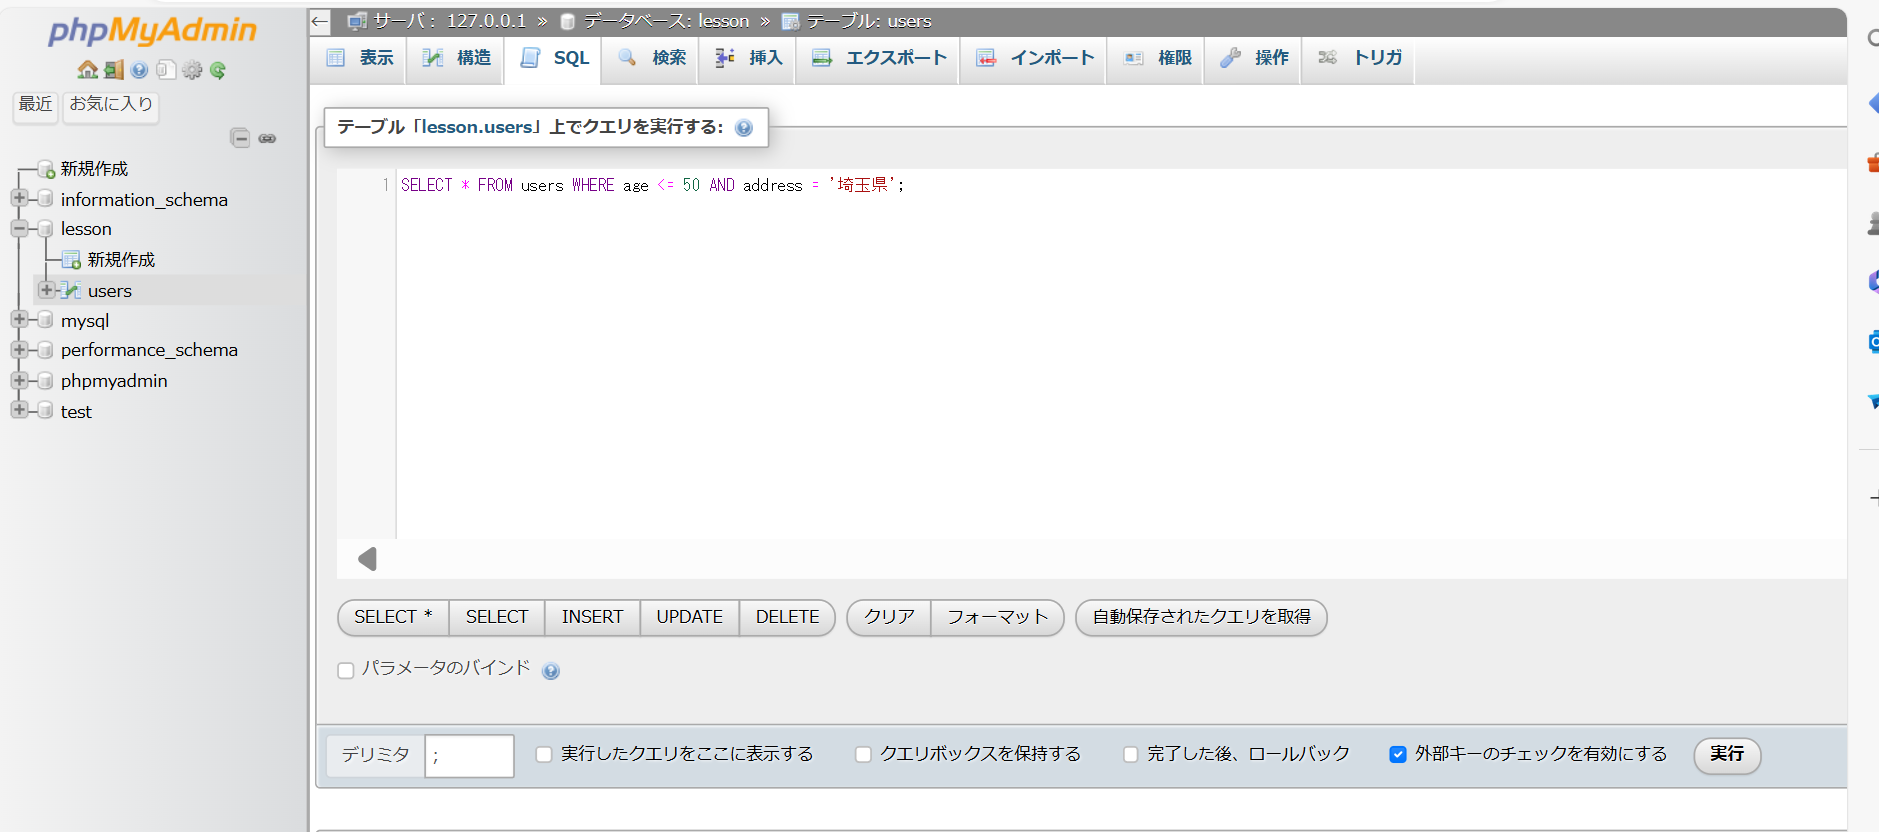 phpMyAdmin
最近 お気に入り
新規作成
information_schema
lesson
新規作成
users
mysql
performance_schema
phpmyadmin
test
← サーバ: 127.0.0.1 » データベース: lesson » テーブル: users
表示 構造 SQL 検索 挿入 エクスポート インポート 権限 操作 トリガ
テーブル「lesson.users」上でクエリを実行する:
1 SELECT * FROM users WHERE age <= 50 AND address = '埼玉県';
SELECT * SELECT INSERT UPDATE DELETE クリア フォーマット 自動保存されたクエリを取得
パラメータのバインド
デリミタ ; 実行したクエリをここに表示する クエリボックスを保持する 完了した後、ロールバック 外部キーのチェックを有効にする 実行